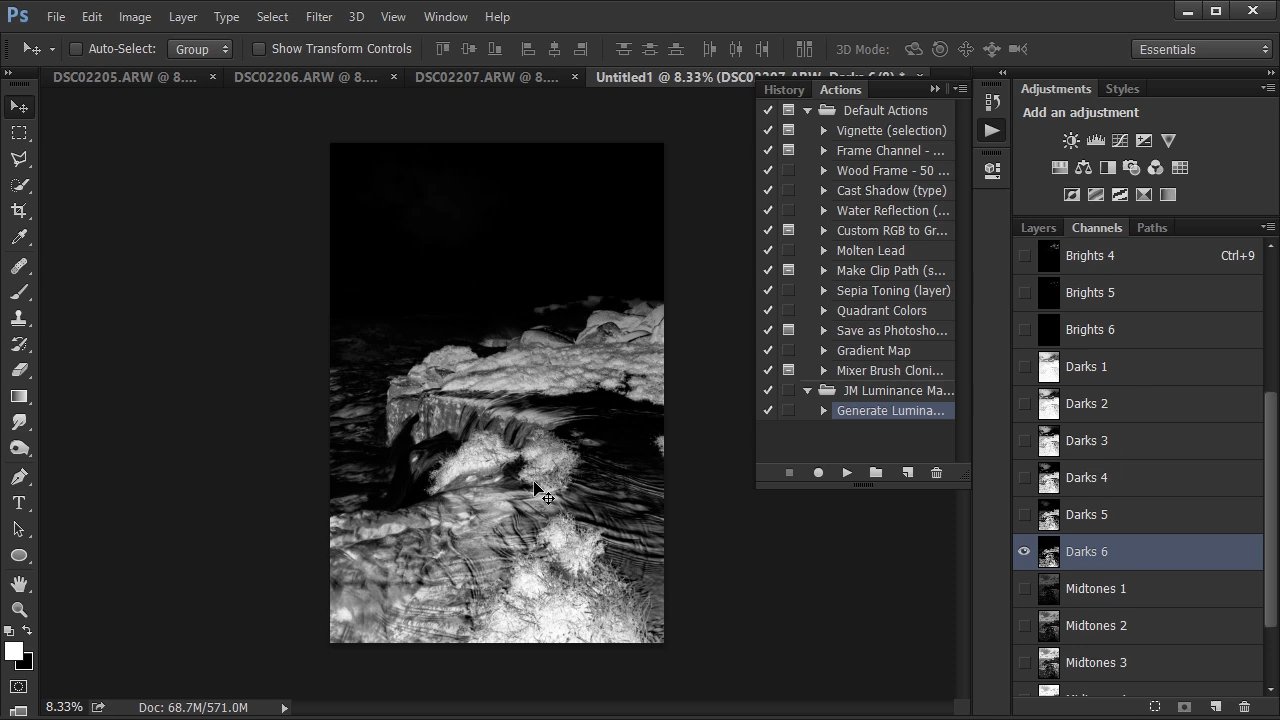 Ps File Edit Image Layer Type Select Filter 3D View Window Help
Auto-Select: Group Show Transform Controls 3D Mode: Essentials
DSC02205.ARW @ 8.... × DSC02206.ARW @ 8.... × DSC02207.ARW @ 8.... × Untitled1 @ 8.33% (DSC02207.ARW, Darks 6/8) * ×
History Actions
Default Actions
Vignette (selection)
Frame Channel - ...
Wood Frame - 50 ...
Cast Shadow (type)
Water Reflection (...
Custom RGB to Gr...
Molten Lead
Make Clip Path (s...
Sepia Toning (layer)
Quadrant Colors
Save as Photosho...
Gradient Map
Mixer Brush Cloni...
JM Luminance Ma...
Generate Lumina...
Adjustments Styles
Add an adjustment
Layers Channels Paths
Brights 4 Ctrl+9
Brights 5
Brights 6
Darks 1
Darks 2
Darks 3
Darks 4
Darks 5
Darks 6
Midtones 1
Midtones 2
Midtones 3
8.33% Doc: 68.7M/571.0M